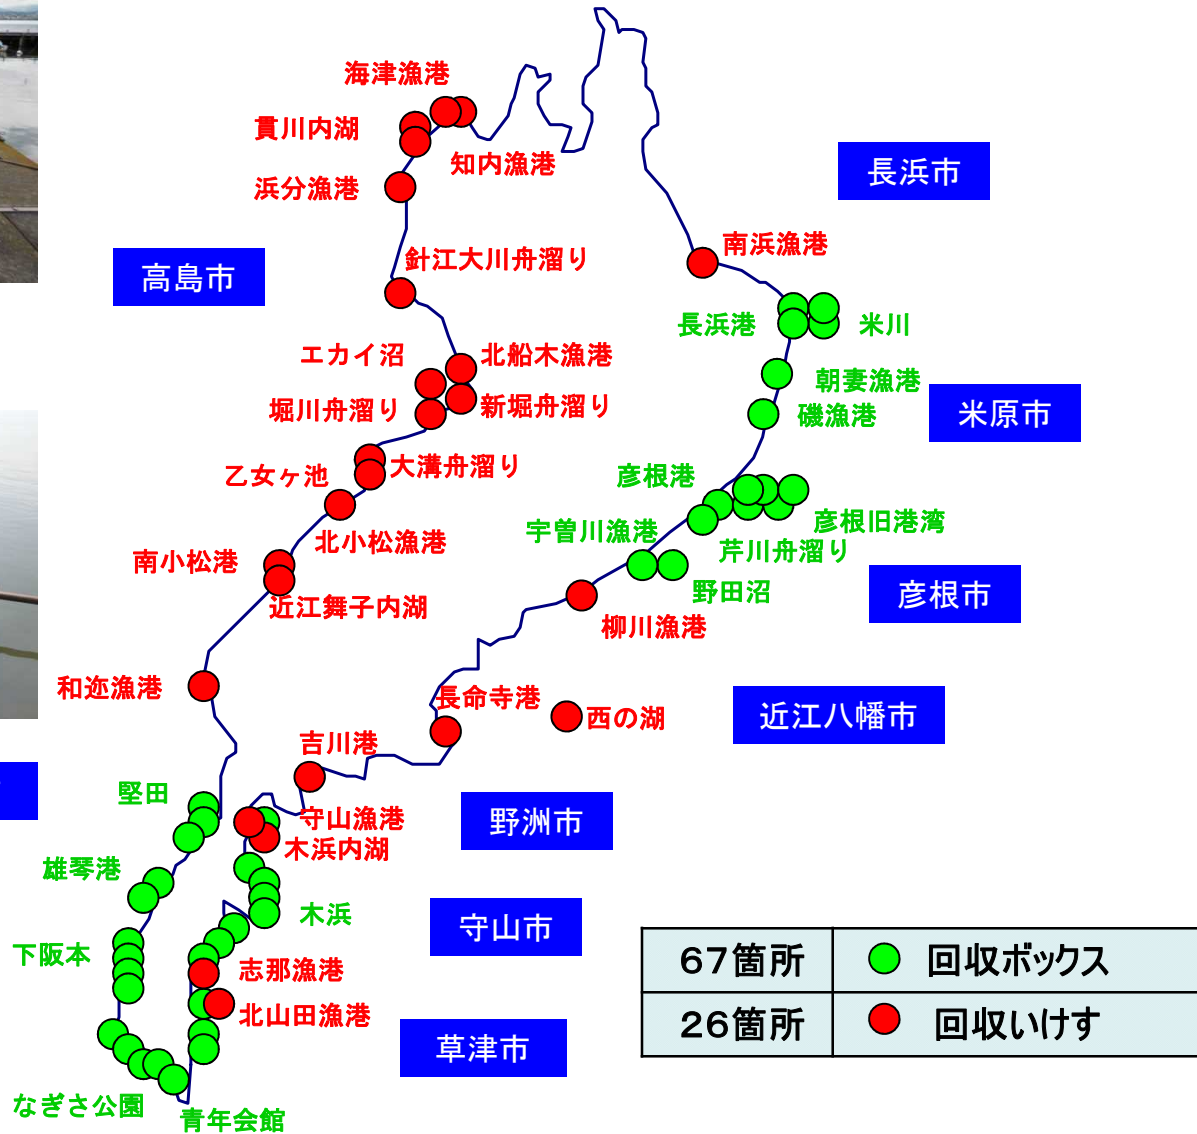 海津漁港
貫川内湖
知内漁港
浜分漁港
長浜市
南浜漁港
針江大川舟溜り
高島市
長浜港
米川
エカイ沼
北船木漁港
朝妻漁港
堀川舟溜り
新堀舟溜り
磯漁港
米原市
乙女ヶ池
大溝舟溜り
彦根港
彦根旧港湾
宇曽川漁港
芹川舟溜り
北小松漁港
南小松港
野田沼
彦根市
近江舞子内湖
柳川漁港
和迩漁港
長命寺港
西の湖
近江八幡市
吉川港
堅田
守山漁港
野洲市
木浜内湖
雄琴港
木浜
守山市
下阪本
志那漁港
北山田漁港
草津市
なぎさ公園
青年会館
67箇所 回収ボックス
26箇所 回収いけす